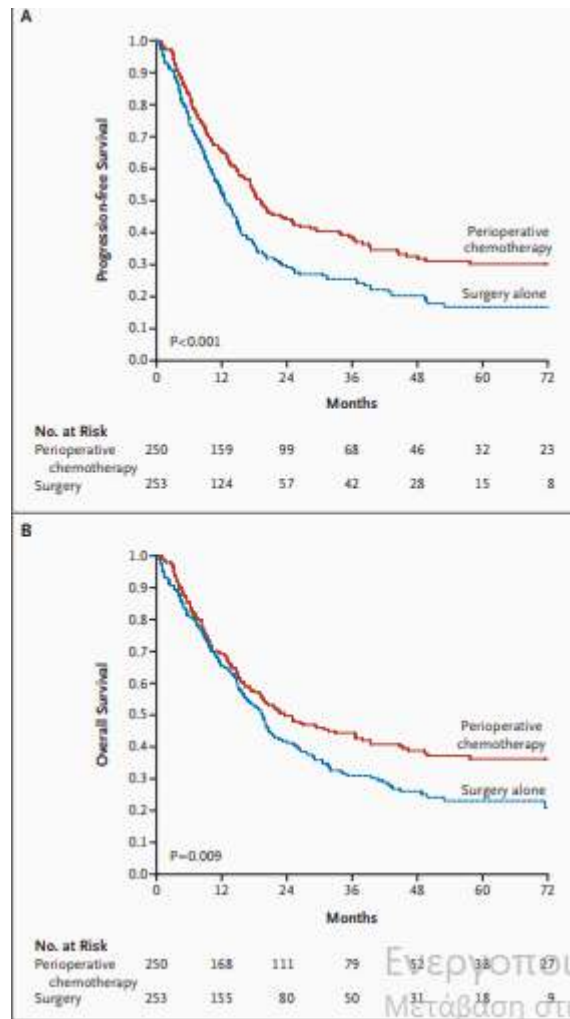 A
Progression-free Survival
1.0
0.9
0.8
0.7
0.6
0.5
0.4
0.3
0.2
0.1
0.0
Perioperative
chemotherapy
Surgery alone
P<0.001
0 12 24 36 48 60 72
Months
No. at Risk
Perioperative 250 159 99 68 46 32 23
chemotherapy
Surgery 253 124 57 42 28 15 8
B
Overall Survival
1.0
0.9
0.8
0.7
0.6
0.5
0.4
0.3
0.2
0.1
0.0
Perioperative
chemotherapy
Surgery alone
P=0.009
0 12 24 36 48 60 72
Months
No. at Risk
Perioperative 250 168 111 79 52 38 27
chemotherapy
Surgery 253 155 80 50 31 18 9
Ενεργοποι
Μετάβαση στι